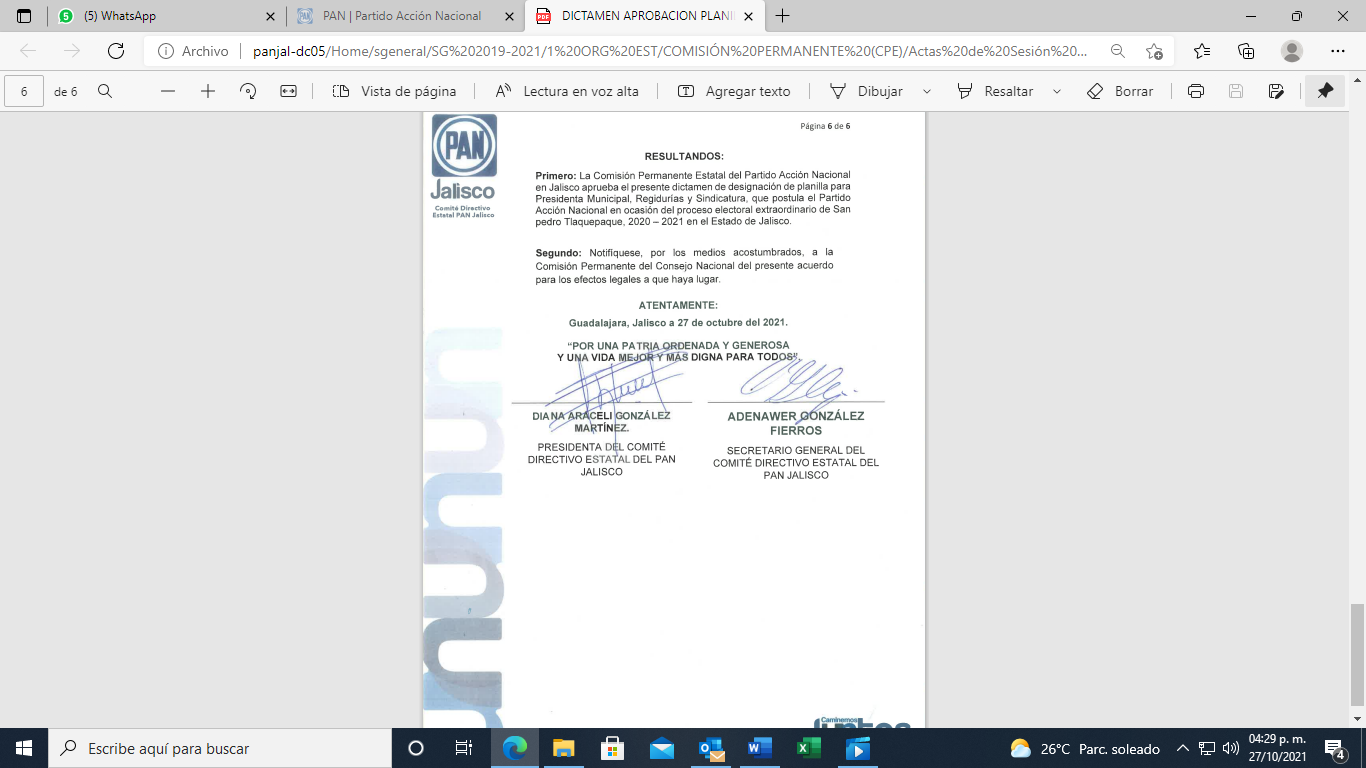 (5) WhatsApp
PAN | Partido Acción Nacional
DICTAMEN APROBACION PLANI
Archivo
panjal-dc05/Home/sgeneral/SG%202019-2021/1%20ORG%20EST/COMISIÓN%20PERMANENTE%20(CPE)/Actas%20de%20Sesión%20...
6 de 6
Vista de página
Lectura en voz alta
Agregar texto
Dibujar
Resaltar
Borrar
PAN
Jalisco
Comité Directivo
Estatal PAN Jalisco
Página 6 de 6
RESULTANDOS:
Primero: La Comisión Permanente Estatal del Partido Acción Nacional
en Jalisco aprueba el presente dictamen de designación de planilla para
Presidenta Municipal, Regidurías y Sindicatura, que postula el Partido
Acción Nacional en ocasión del proceso electoral extraordinario de San
pedro Tlaquepaque, 2020 – 2021 en el Estado de Jalisco.
Segundo: Notifíquese, por los medios acostumbrados, a la
Comisión Permanente del Consejo Nacional del presente acuerdo
para los efectos legales a que haya lugar.
ATENTAMENTE:
Guadalajara, Jalisco a 27 de octubre del 2021.
“POR UNA PATRIA ORDENADA Y GENEROSA
Y UNA VIDA MEJOR Y MAS DIGNA PARA TODOS”
DIANA ARACELI GONZÁLEZ
MARTÍNEZ.
PRESIDENTA DEL COMITÉ
DIRECTIVO ESTATAL DEL PAN
JALISCO
ADENAWER GONZÁLEZ
FIERROS
SECRETARIO GENERAL DEL
COMITÉ DIRECTIVO ESTATAL DEL
PAN JALISCO
Caminemos
Escribe aquí para buscar
26°C Parc. soleado
04:29 p. m.
27/10/2021
4